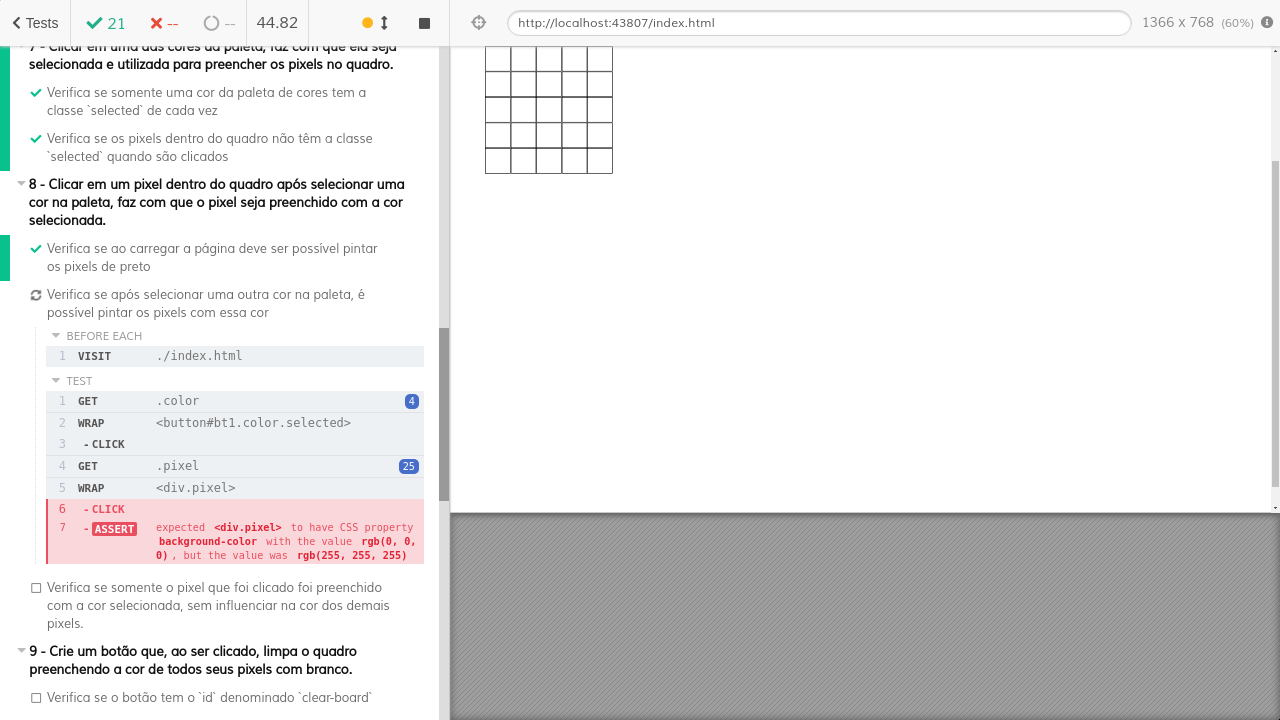 Tests 21 -- -- 44.82 http://localhost:43807/index.html 1366 x 768 (60%)
7 - Clicar em uma das cores da paleta, faz com que ela seja
selecionada e utilizada para preencher os pixels no quadro.
Verifica se somente uma cor da paleta de cores tem a
classe `selected` de cada vez
Verifica se os pixels dentro do quadro não têm a classe
`selected` quando são clicados
8 - Clicar em um pixel dentro do quadro após selecionar uma
cor na paleta, faz com que o pixel seja preenchido com a cor
selecionada.
Verifica se ao carregar a página deve ser possível pintar
os pixels de preto
Verifica se após selecionar uma outra cor na paleta, é
possível pintar os pixels com essa cor
BEFORE EACH
1 VISIT ./index.html
TEST
1 GET .color 4
2 WRAP <button#bt1.color.selected>
3 -CLICK
4 GET .pixel 25
5 WRAP <div.pixel>
6 -CLICK
7 -ASSERT expected <div.pixel> to have CSS property
background-color with the value rgb(0, 0,
0), but the value was rgb(255, 255, 255)
Verifica se somente o pixel que foi clicado foi preenchido
com a cor selecionada, sem influenciar na cor dos demais
pixels.
9 - Crie um botão que, ao ser clicado, limpa o quadro
preenchendo a cor de todos seus pixels com branco.
Verifica se o botão tem o `id` denominado `clear-board`